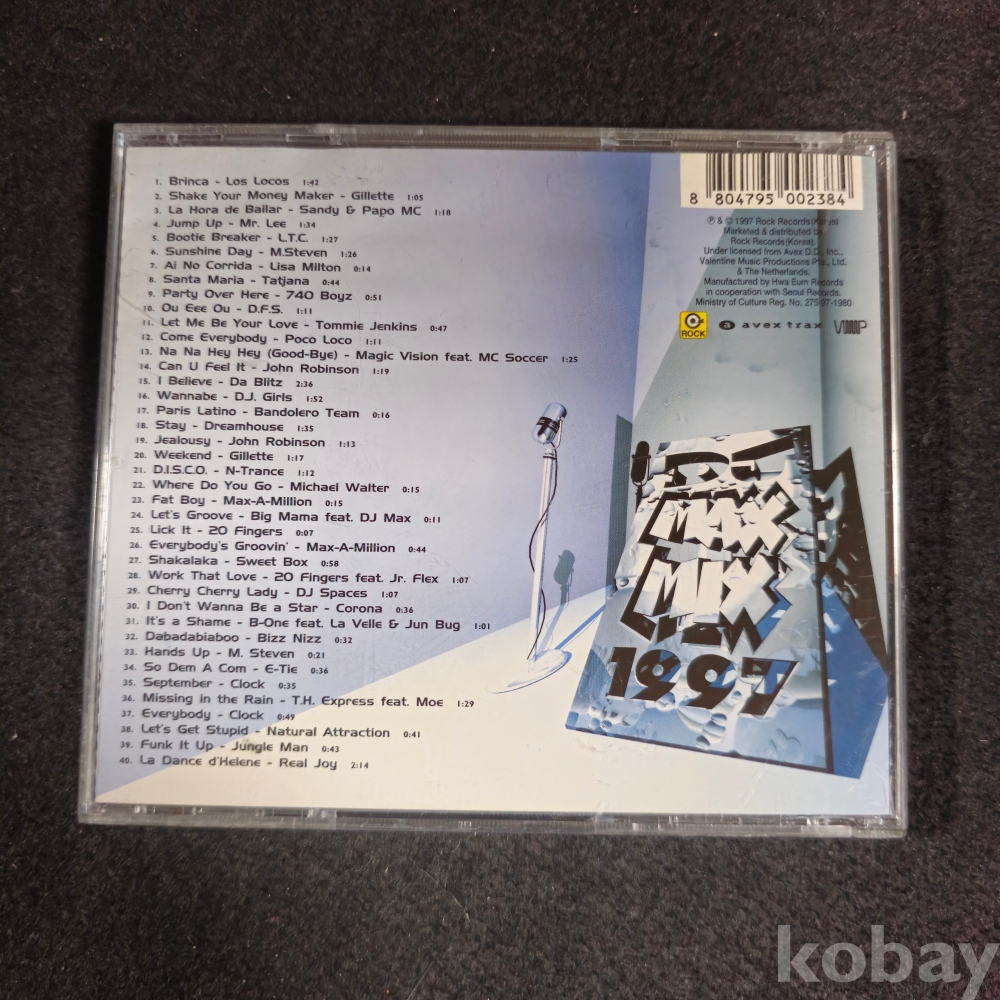 1. Brinca - Los Locos 1:42
2. Shake Your Money Maker - Gillette 1:05
3. La Hora de Bailar - Sandy & Papo MC 1:18
4. Jump Up - Mr. Lee 1:34
5. Bootie Breaker - L.T.C. 1:27
6. Sunshine Day - M.Steven 1:26
7. Ai No Corrida - Lisa Milton 0:14
8. Santa Maria - Tatjana 0:44
9. Party Over Here - 740 Boyz 0:51
10. Ou Eee Ou - D.F.S. 1:11
11. Let Me Be Your Love - Tommie Jenkins 0:47
12. Come Everybody - Poco Loco 1:11
13. Na Na Hey Hey (Good-Bye) - Magic Vision feat. MC Soccer 1:25
14. Can U Feel It - John Robinson 1:19
15. I Believe - Da Blitz 2:36
16. Wannabe - D.J. Girls 1:52
17. Paris Latino - Bandolero Team 0:16
18. Stay - Dreamhouse 1:35
19. Jealousy - John Robinson 1:13
20. Weekend - Gillette 1:17
21. D.I.S.C.O. - N-Trance 1:12
22. Where Do You Go - Michael Walter 0:15
23. Fat Boy - Max-A-Million 0:15
24. Let's Groove - Big Mama feat. DJ Max 0:11
25. Lick It - 20 Fingers 0:07
26. Everybody's Groovin' - Max-A-Million 0:44
27. Shakalaka - Sweet Box 0:58
28. Work That Love - 20 Fingers feat. Jr. Flex 1:07
29. Cherry Cherry Lady - DJ Spaces 1:07
30. I Don't Wanna Be a Star - Corona 0:36
31. It's a Shame - B-One feat. La Velle & Jun Bug 1:01
32. Dabadabiaboo - Bizz Nizz 0:32
33. Hands Up - M. Steven 0:21
34. So Dem A Com - E-Tie 0:36
35. September - Clock 0:35
36. Missing in the Rain - T.H. Express feat. Moe 1:29
37. Everybody - Clock 0:49
38. Let's Get Stupid - Natural Attraction 0:41
39. Funk It Up - Jungle Man 0:43
40. La Dance d'Helene - Real Joy 2:14
8 804795 002384
℗ & © 1997 Rock Records (Korea)
Marketed & distributed by
Rock Records (Korea).
Under licensed from Avex D.D., Inc.,
Valentine Music Productions Pte., Ltd.
& The Netherlands.
Manufactured by Hwa Eum Records
in cooperation with Seoul Records.
Ministry of Culture Reg. No. 275-97-1980
ROCK
avex trax
VMP
DJ
MAX
MIX
1997
kobay